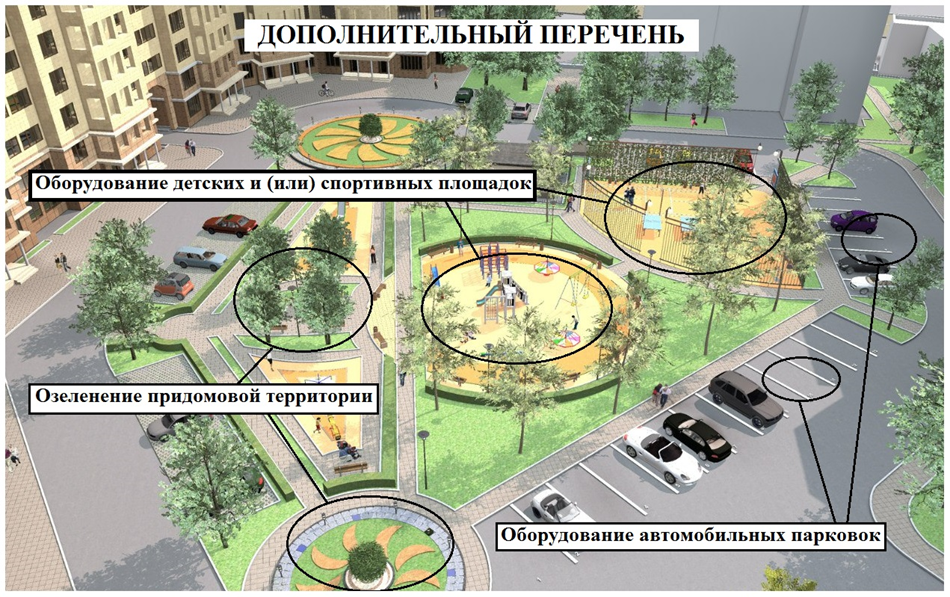 ДОПОЛНИТЕЛЬНЫЙ ПЕРЕЧЕНЬ
Оборудование детских и (или) спортивных площадок
Озеленение придомовой территории
Оборудование автомобильных парковок